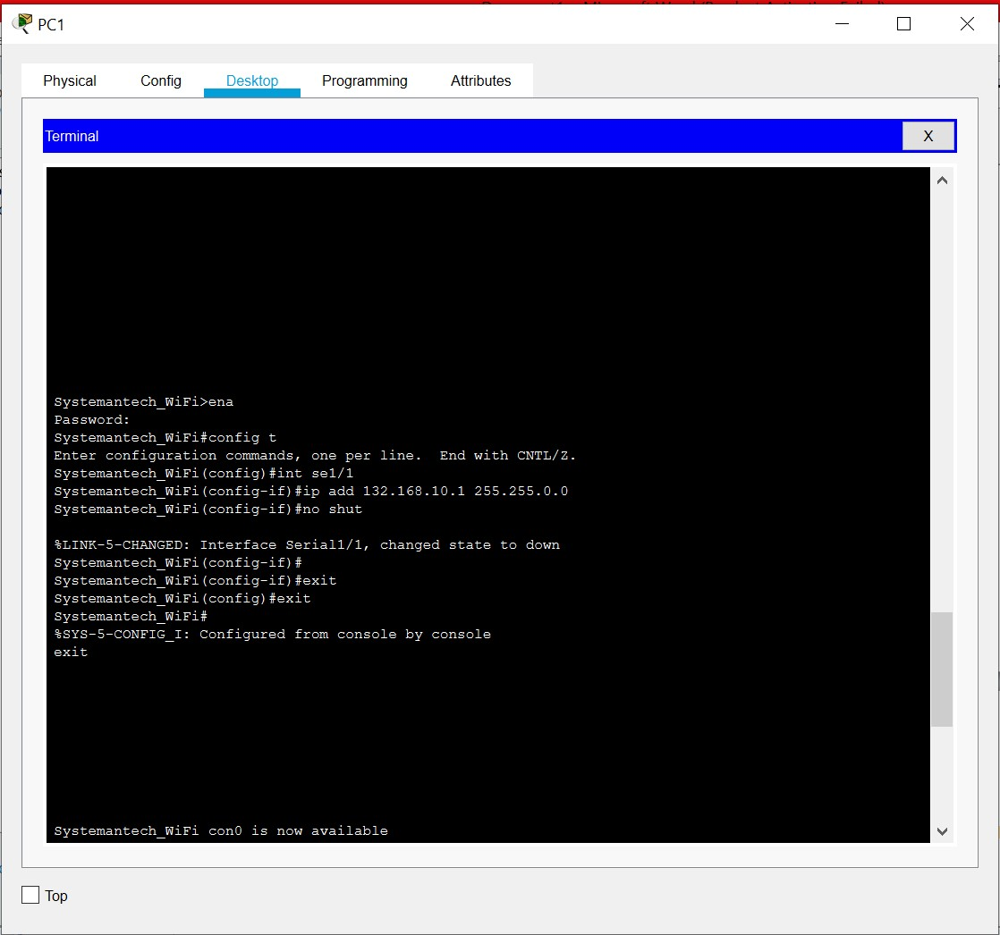 PC1
Physical Config Desktop Programming Attributes
Terminal X
Systemantech_WiFi>ena
Password:
Systemantech_WiFi#config t
Enter configuration commands, one per line.  End with CNTL/Z.
Systemantech_WiFi(config)#int se1/1
Systemantech_WiFi(config-if)#ip add 132.168.10.1 255.255.0.0
Systemantech_WiFi(config-if)#no shut
%LINK-5-CHANGED: Interface Serial1/1, changed state to down
Systemantech_WiFi(config-if)#
Systemantech_WiFi(config-if)#exit
Systemantech_WiFi(config)#exit
Systemantech_WiFi#
%SYS-5-CONFIG_I: Configured from console by console
exit
Systemantech_WiFi con0 is now available
Top